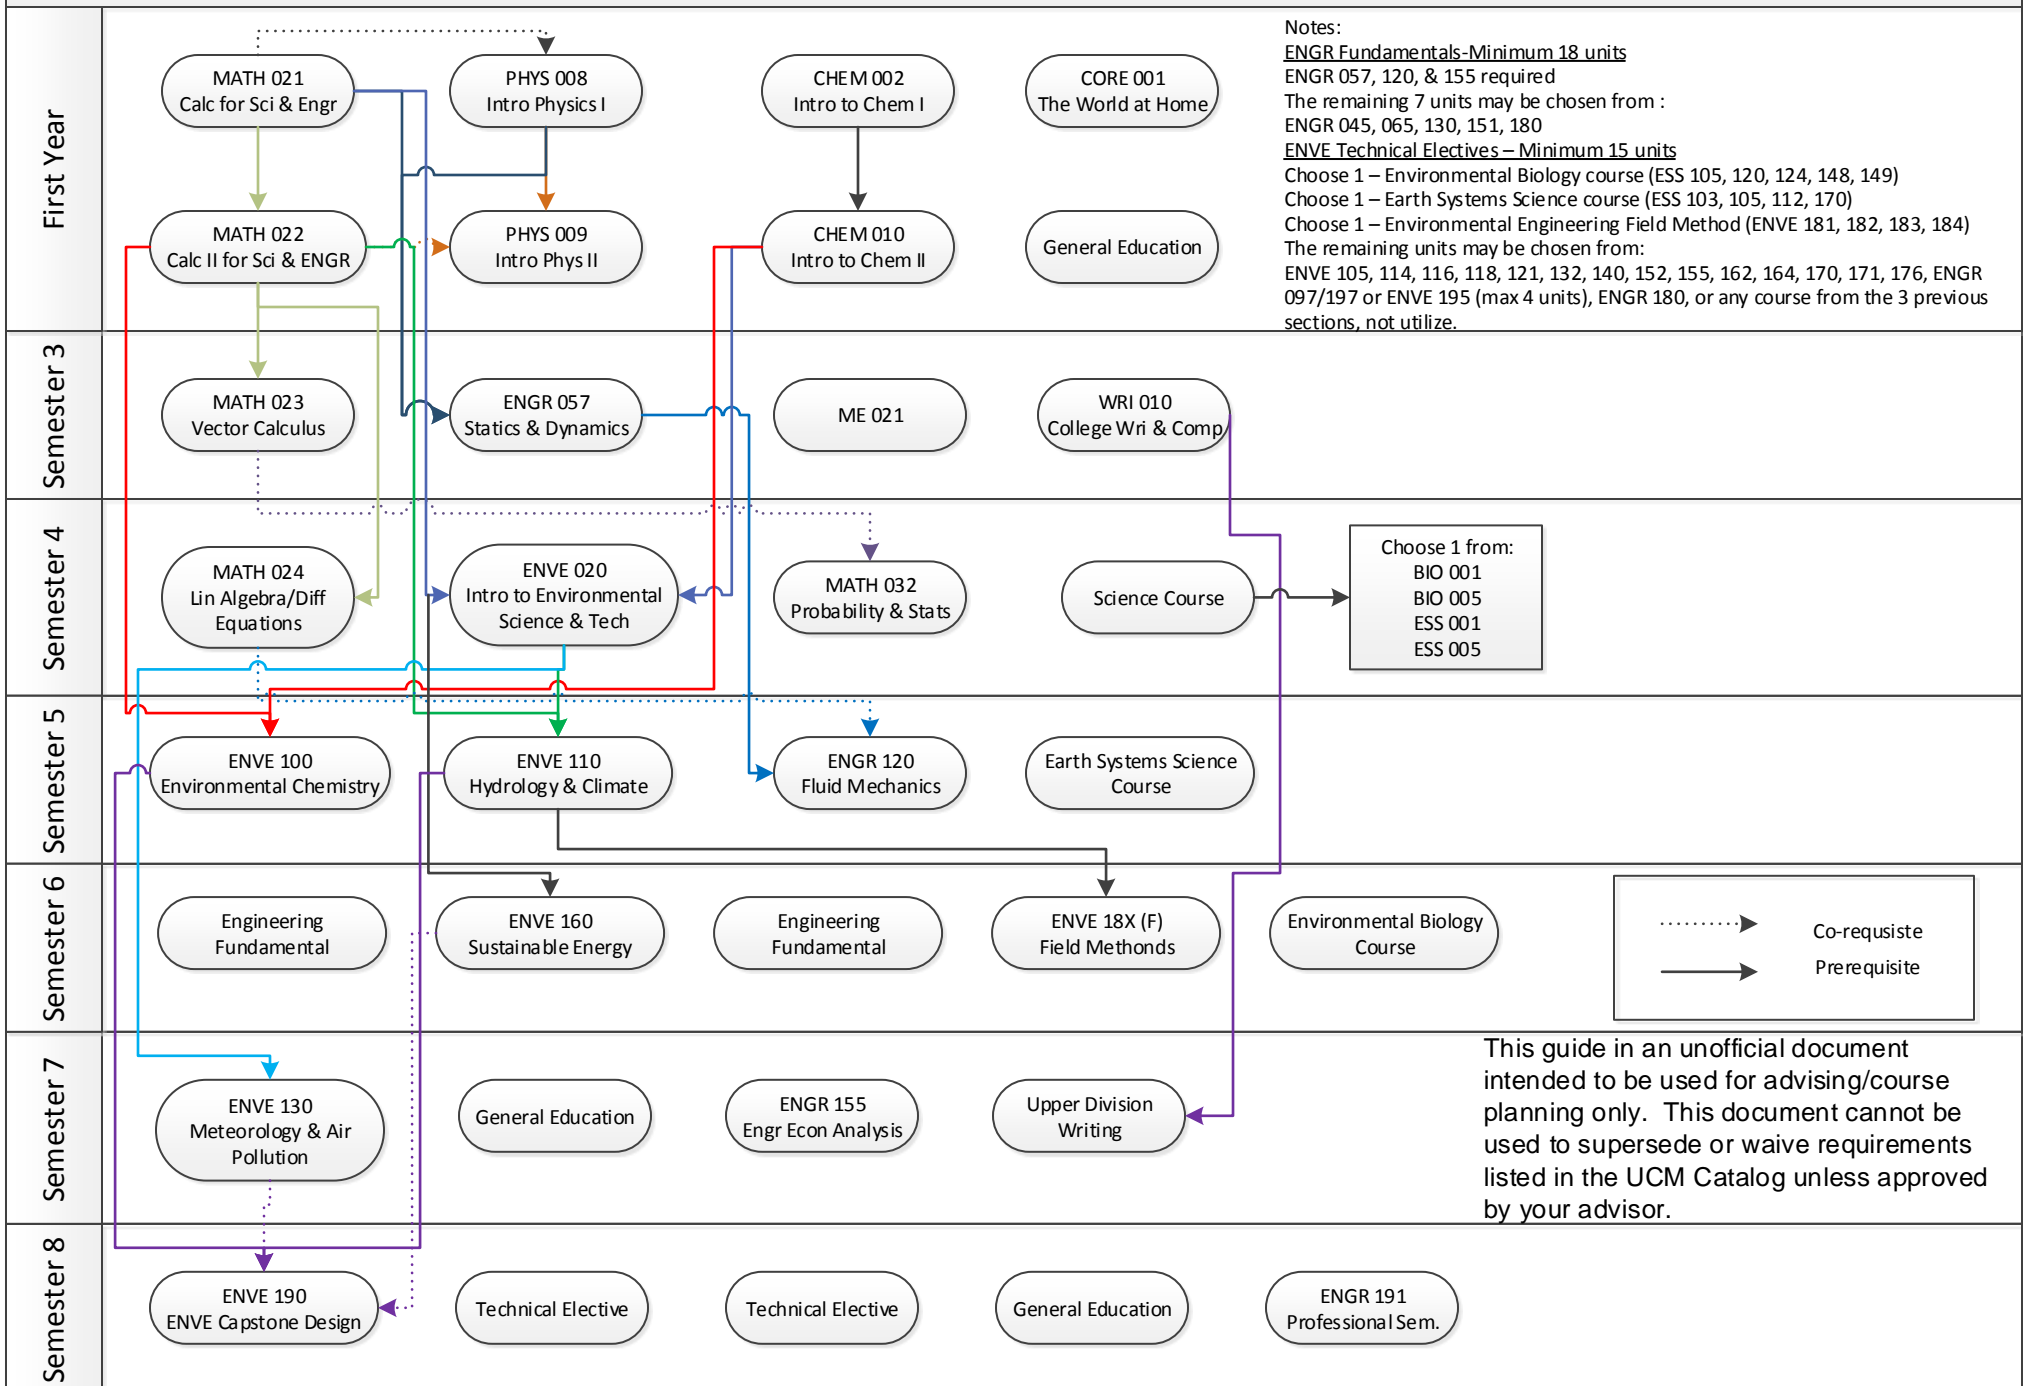 First Year
MATH 021
Calc for Sci & Engr
PHYS 008
Intro Physics I
CHEM 002
Intro to Chem I
CORE 001
The World at Home
MATH 022
Calc II for Sci & ENGR
PHYS 009
Intro Phys II
CHEM 010
Intro to Chem II
General Education
Notes:
ENGR Fundamentals-Minimum 18 units
ENGR 057, 120, & 155 required
The remaining 7 units may be chosen from :
ENGR 045, 065, 130, 151, 180
ENVE Technical Electives – Minimum 15 units
Choose 1 – Environmental Biology course (ESS 105, 120, 124, 148, 149)
Choose 1 – Earth Systems Science course (ESS 103, 105, 112, 170)
Choose 1 – Environmental Engineering Field Method (ENVE 181, 182, 183, 184)
The remaining units may be chosen from:
ENVE 105, 114, 116, 118, 121, 132, 140, 152, 155, 162, 164, 170, 171, 176, ENGR
097/197 or ENVE 195 (max 4 units), ENGR 180, or any course from the 3 previous
sections, not utilize.
Semester 3
MATH 023
Vector Calculus
ENGR 057
Statics & Dynamics
ME 021
WRI 010
College Wri & Comp
Semester 4
MATH 024
Lin Algebra/Diff
Equations
ENVE 020
Intro to Environmental
Science & Tech
MATH 032
Probability & Stats
Science Course
Choose 1 from:
BIO 001
BIO 005
ESS 001
ESS 005
Semester 5
ENVE 100
Environmental Chemistry
ENVE 110
Hydrology & Climate
ENGR 120
Fluid Mechanics
Earth Systems Science
Course
Semester 6
Engineering
Fundamental
ENVE 160
Sustainable Energy
Engineering
Fundamental
ENVE 18X (F)
Field Methonds
Environmental Biology
Course
Co-requsiste
Prerequisite
Semester 7
ENVE 130
Meteorology & Air
Pollution
General Education
ENGR 155
Engr Econ Analysis
Upper Division
Writing
This guide in an unofficial document
intended to be used for advising/course
planning only. This document cannot be
used to supersede or waive requirements
listed in the UCM Catalog unless approved
by your advisor.
Semester 8
ENVE 190
ENVE Capstone Design
Technical Elective
Technical Elective
General Education
ENGR 191
Professional Sem.